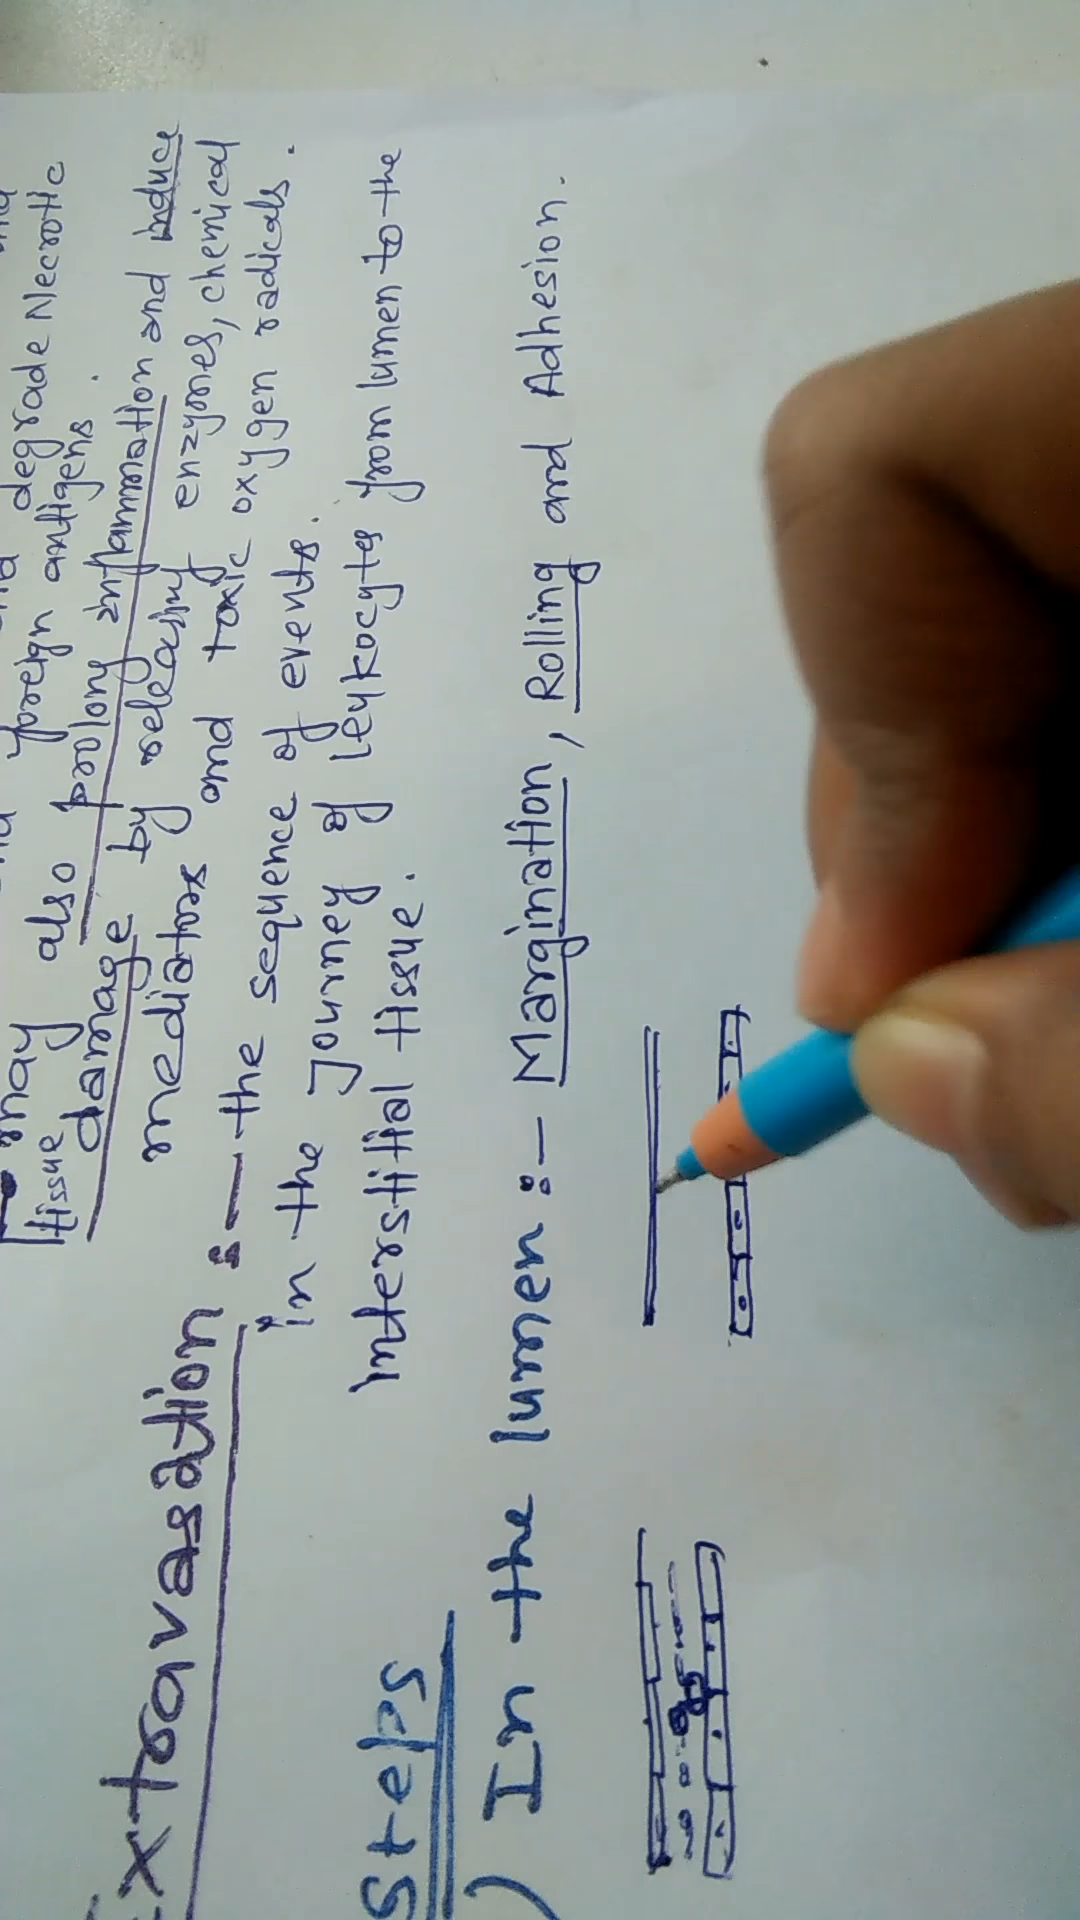 and degrade Necrotic
foreign antigens.
may also prolong inflammation and induce
tissue damage by releasing enzymes, chemical
mediators and toxic oxygen radicals.
Extravasation :— the sequence of events.
in the Journey of leukocytes from lumen to the
interstitial tissue.
Steps
) In the lumen :— Margination, Rolling and Adhesion.